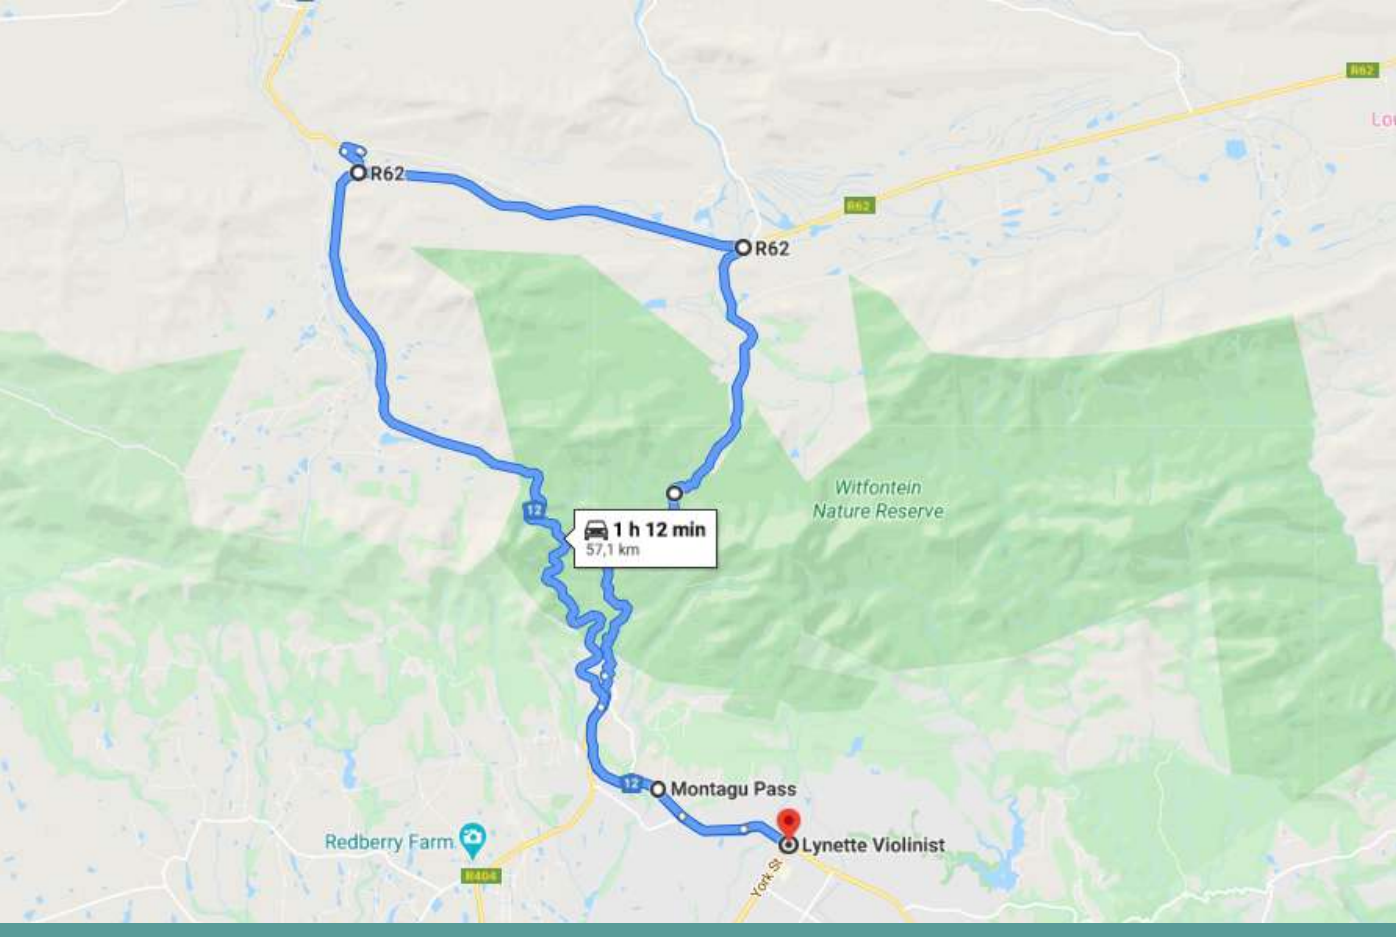 R62
Lou
R62
R62
R62
Witfontein
Nature Reserve
12
1 h 12 min
57,1 km
12
Montagu Pass
Redberry Farm
Lynette Violinist
R404
York St